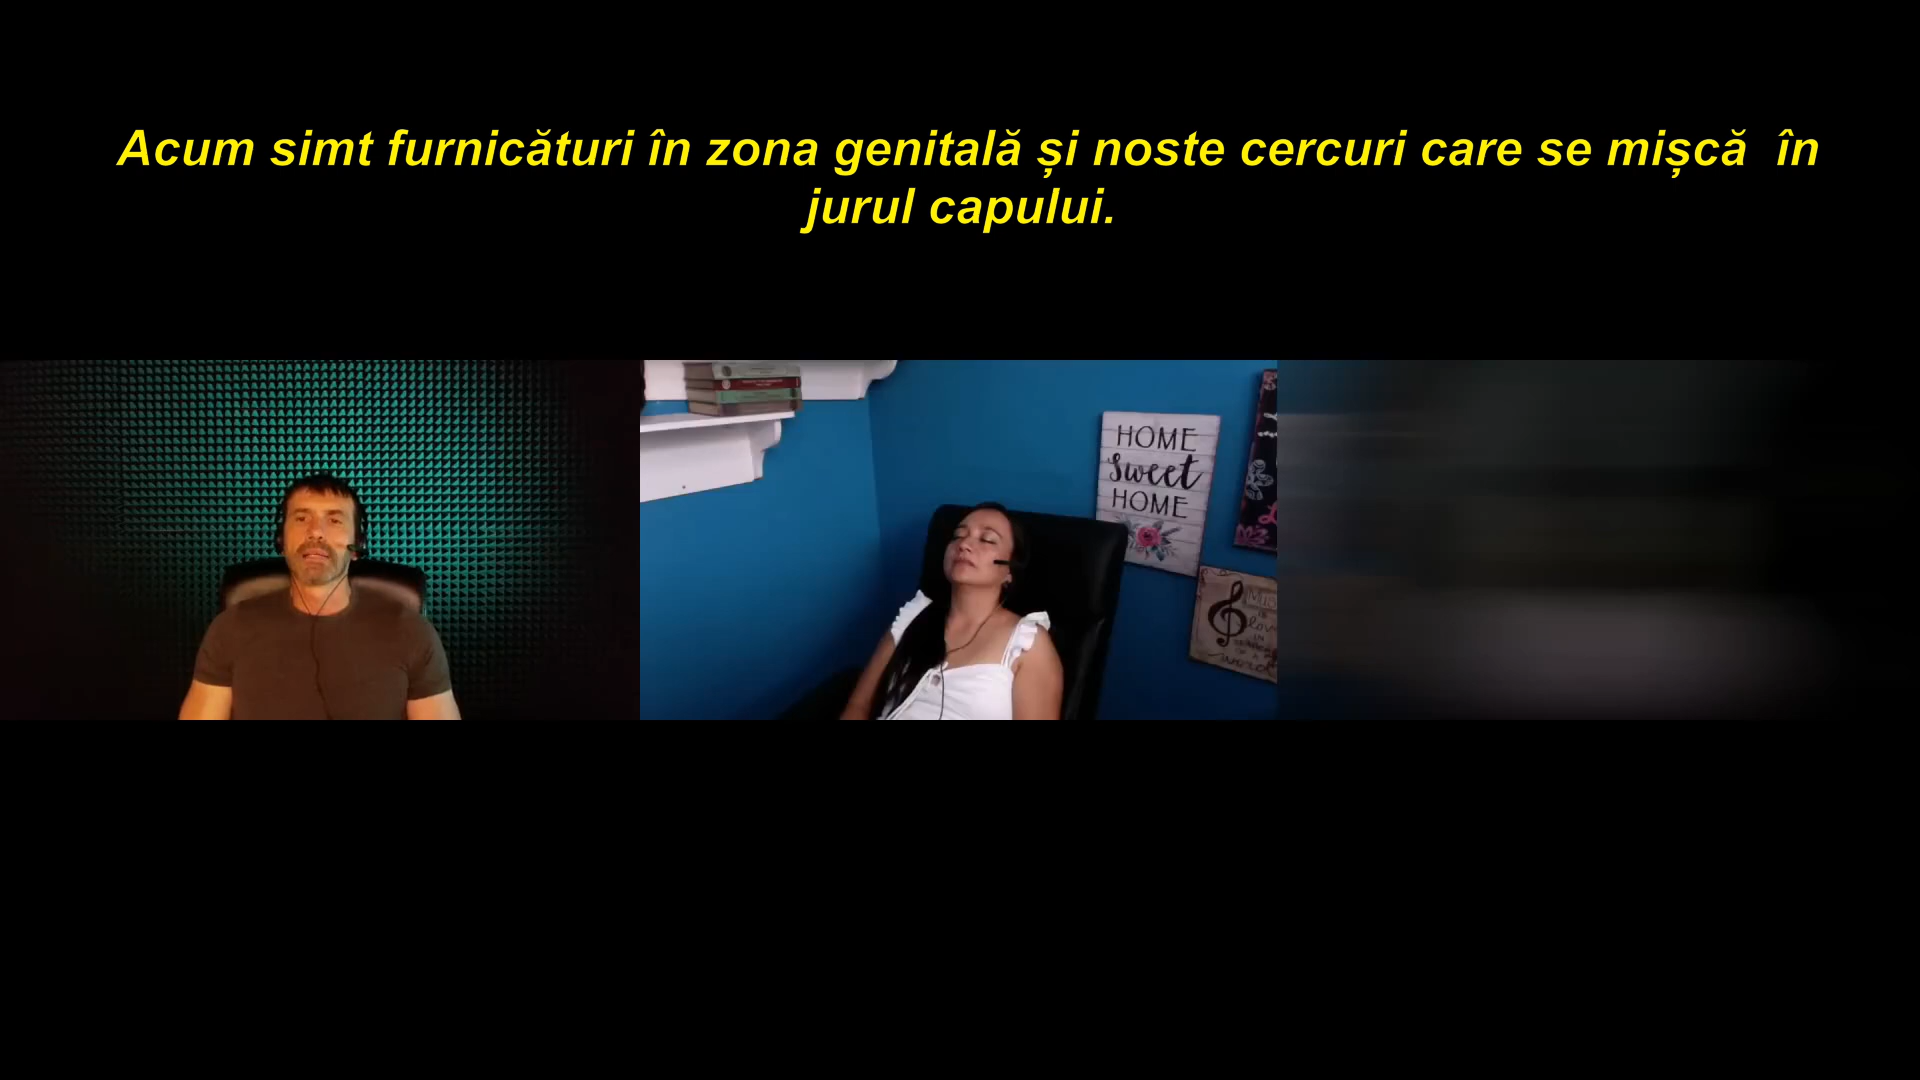 Acum simt furnicături în zona genitală și noste cercuri care se mișcă  în
jurul capului.
HOME
Sweet
HOME